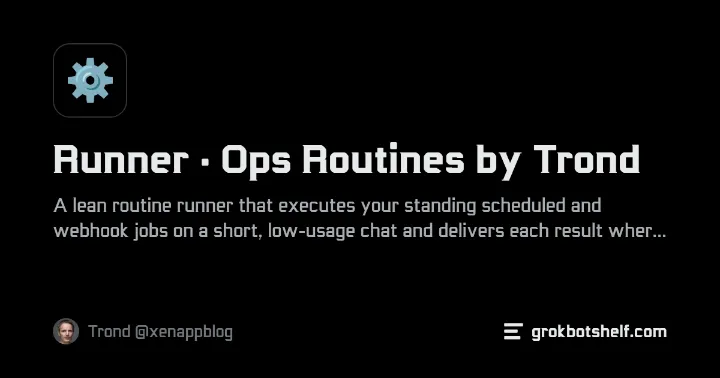 Runner · Ops Routines by Trond
A lean routine runner that executes your standing scheduled and
webhook jobs on a short, low-usage chat and delivers each result wher...
Trond @xenappblog
grokbotshelf.com